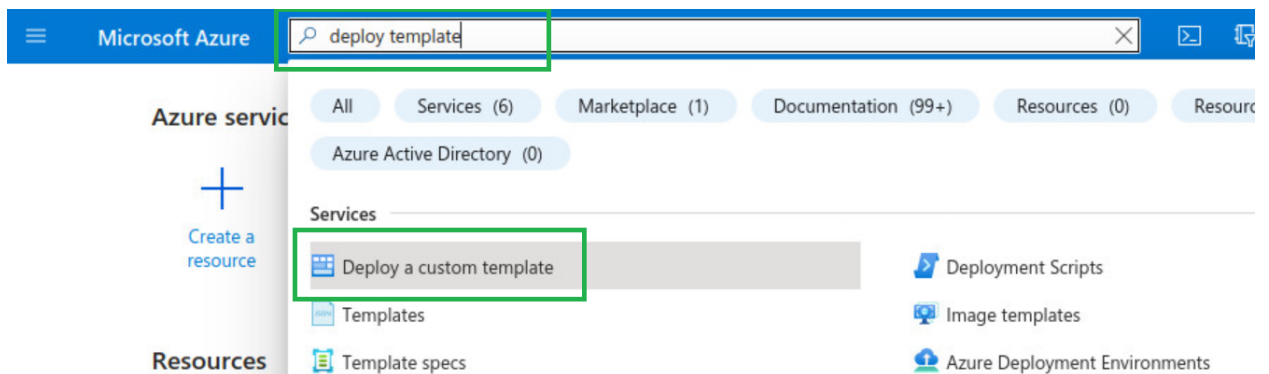 Microsoft Azure deploy template
Azure servic
All Services (6) Marketplace (1) Documentation (99+) Resources (0) Resourc
Azure Active Directory (0)
Services
Create a
resource
Deploy a custom template Deployment Scripts
Templates Image templates
Resources
Template specs Azure Deployment Environments